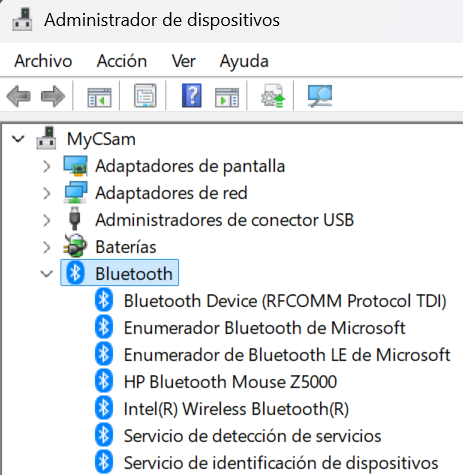 Administrador de dispositivos
Archivo Acción Ver Ayuda
MyCSam
Adaptadores de pantalla
Adaptadores de red
Administradores de conector USB
Baterías
Bluetooth
Bluetooth Device (RFCOMM Protocol TDI)
Enumerador Bluetooth de Microsoft
Enumerador de Bluetooth LE de Microsoft
HP Bluetooth Mouse Z5000
Intel(R) Wireless Bluetooth(R)
Servicio de detección de servicios
Servicio de identificación de dispositivos